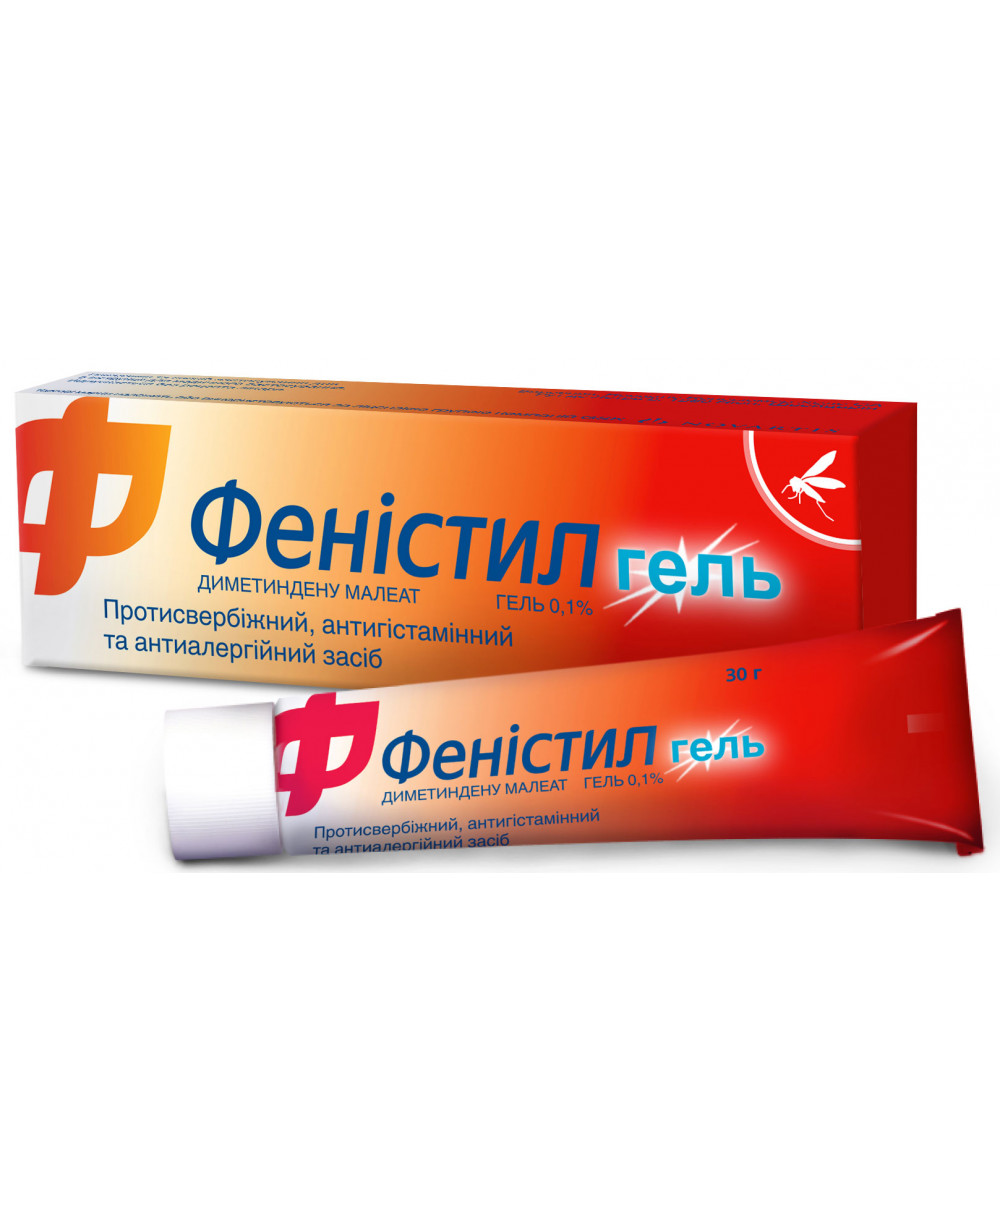 Феністил гель
ДИМЕТИНДЕНУ МАЛЕАТ ГЕЛЬ 0,1%
Протисвербіжний, антигістамінний
та антиалергійний засіб
30 г
Феністил гель
ДИМЕТИНДЕНУ МАЛЕАТ ГЕЛЬ 0,1%
Протисвербіжний, антигістамінний
та антиалергійний засіб